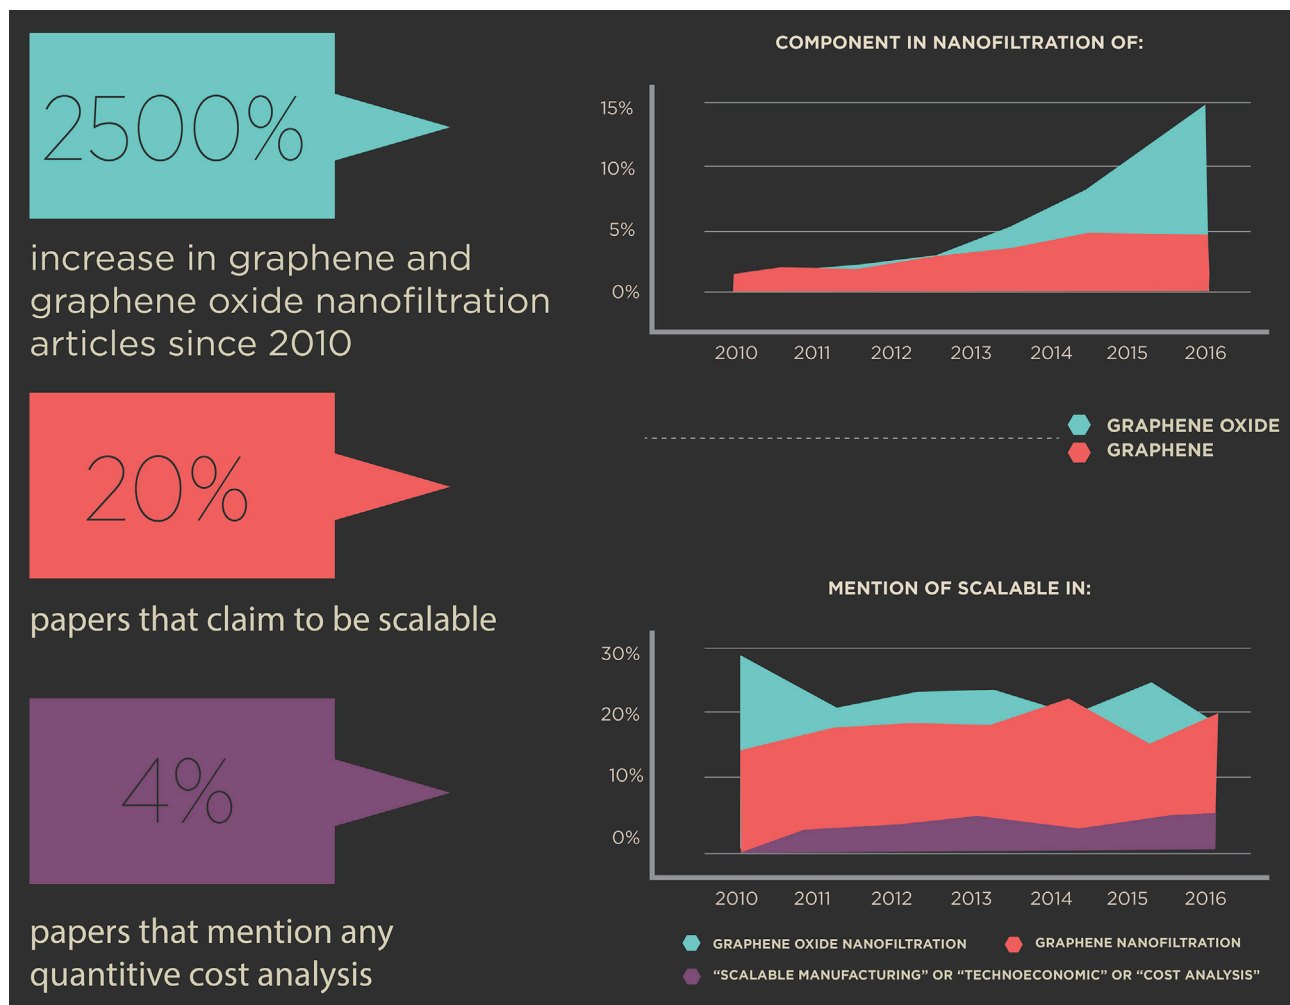 2500%
increase in graphene and
graphene oxide nanofiltration
articles since 2010
20%
papers that claim to be scalable
4%
papers that mention any
quantitive cost analysis
COMPONENT IN NANOFILTRATION OF:
15%
10%
5%
0%
2010 2011 2012 2013 2014 2015 2016
GRAPHENE OXIDE
GRAPHENE
MENTION OF SCALABLE IN:
30%
20%
10%
0%
2010 2011 2012 2013 2014 2015 2016
GRAPHENE OXIDE NANOFILTRATION GRAPHENE NANOFILTRATION
“SCALABLE MANUFACTURING” OR “TECHNOECONOMIC” OR “COST ANALYSIS”